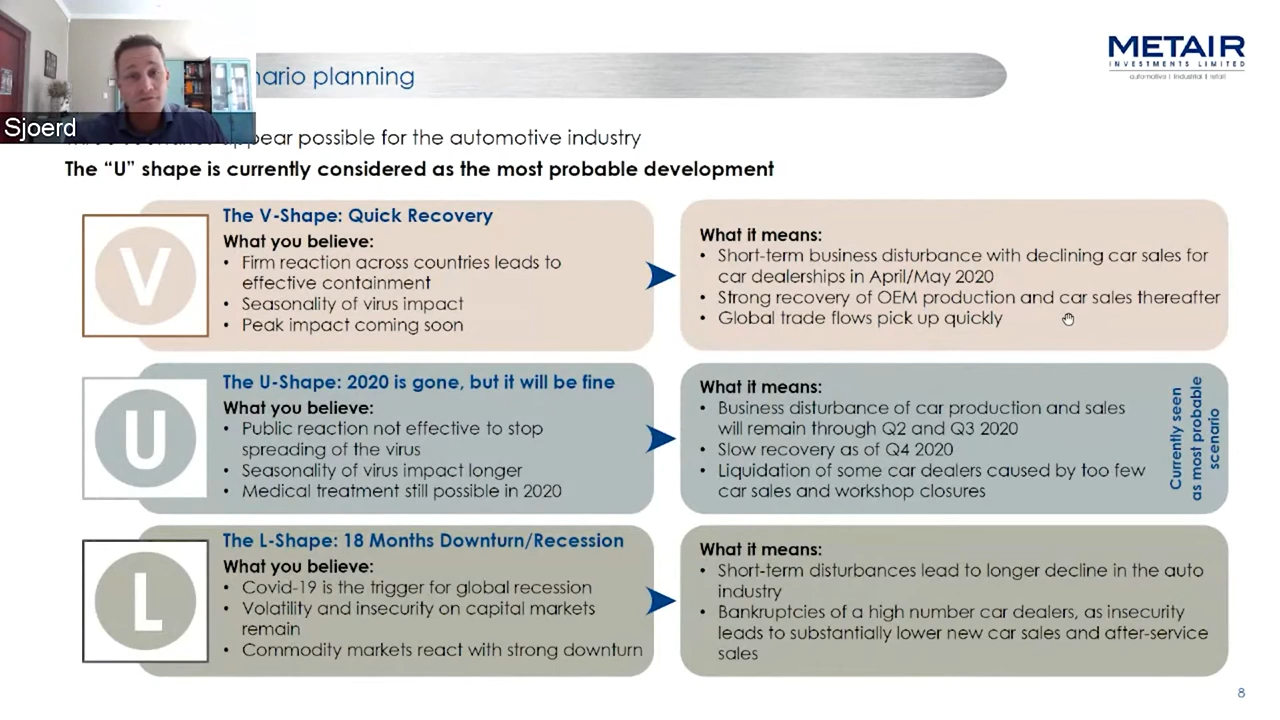 METAIR
INVESTMENTS LIMITED
automotive | industrial | retail
Sjoerd
nario planning
appear possible for the automotive industry
The “U” shape is currently considered as the most probable development
V
The V-Shape: Quick Recovery
What you believe:
• Firm reaction across countries leads to
effective containment
• Seasonality of virus impact
• Peak impact coming soon
What it means:
• Short-term business disturbance with declining car sales for
car dealerships in April/May 2020
• Strong recovery of OEM production and car sales thereafter
• Global trade flows pick up quickly
U
The U-Shape: 2020 is gone, but it will be fine
What you believe:
• Public reaction not effective to stop
spreading of the virus
• Seasonality of virus impact longer
• Medical treatment still possible in 2020
What it means:
• Business disturbance of car production and sales
will remain through Q2 and Q3 2020
• Slow recovery as of Q4 2020
• Liquidation of some car dealers caused by too few
car sales and workshop closures
Currently seen
as most probable
scenario
L
The L-Shape: 18 Months Downturn/Recession
What you believe:
• Covid-19 is the trigger for global recession
• Volatility and insecurity on capital markets
remain
• Commodity markets react with strong downturn
What it means:
• Short-term disturbances lead to longer decline in the auto
industry
• Bankruptcies of a high number car dealers, as insecurity
leads to substantially lower new car sales and after-service
sales
8